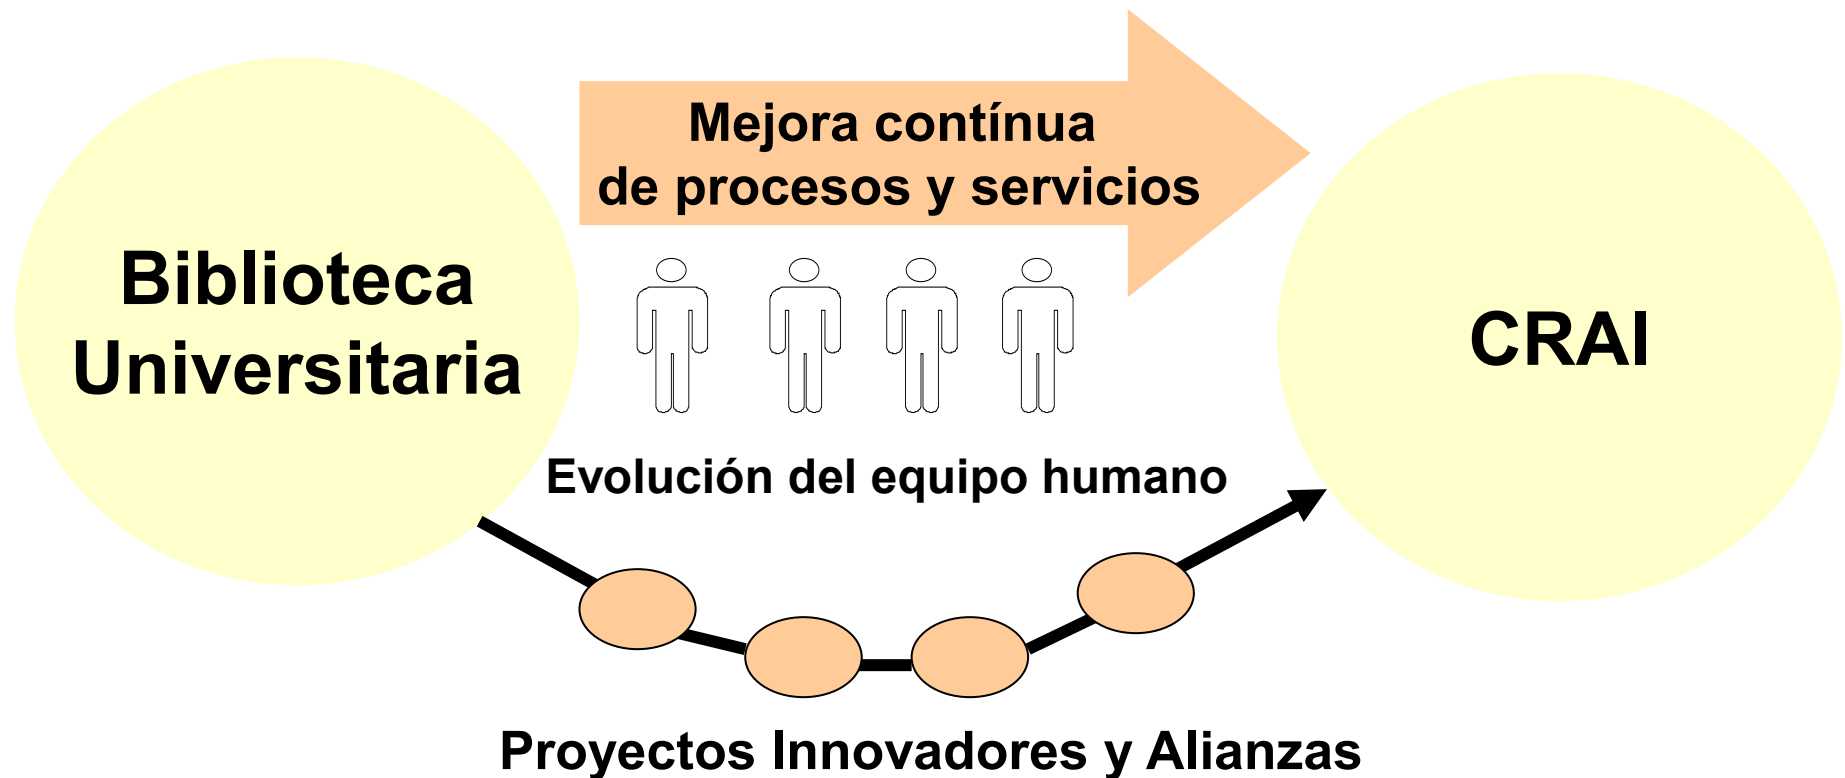 Mejora contínua
de procesos y servicios
Biblioteca
Universitaria
CRAI
Evolución del equipo humano
Proyectos Innovadores y Alianzas